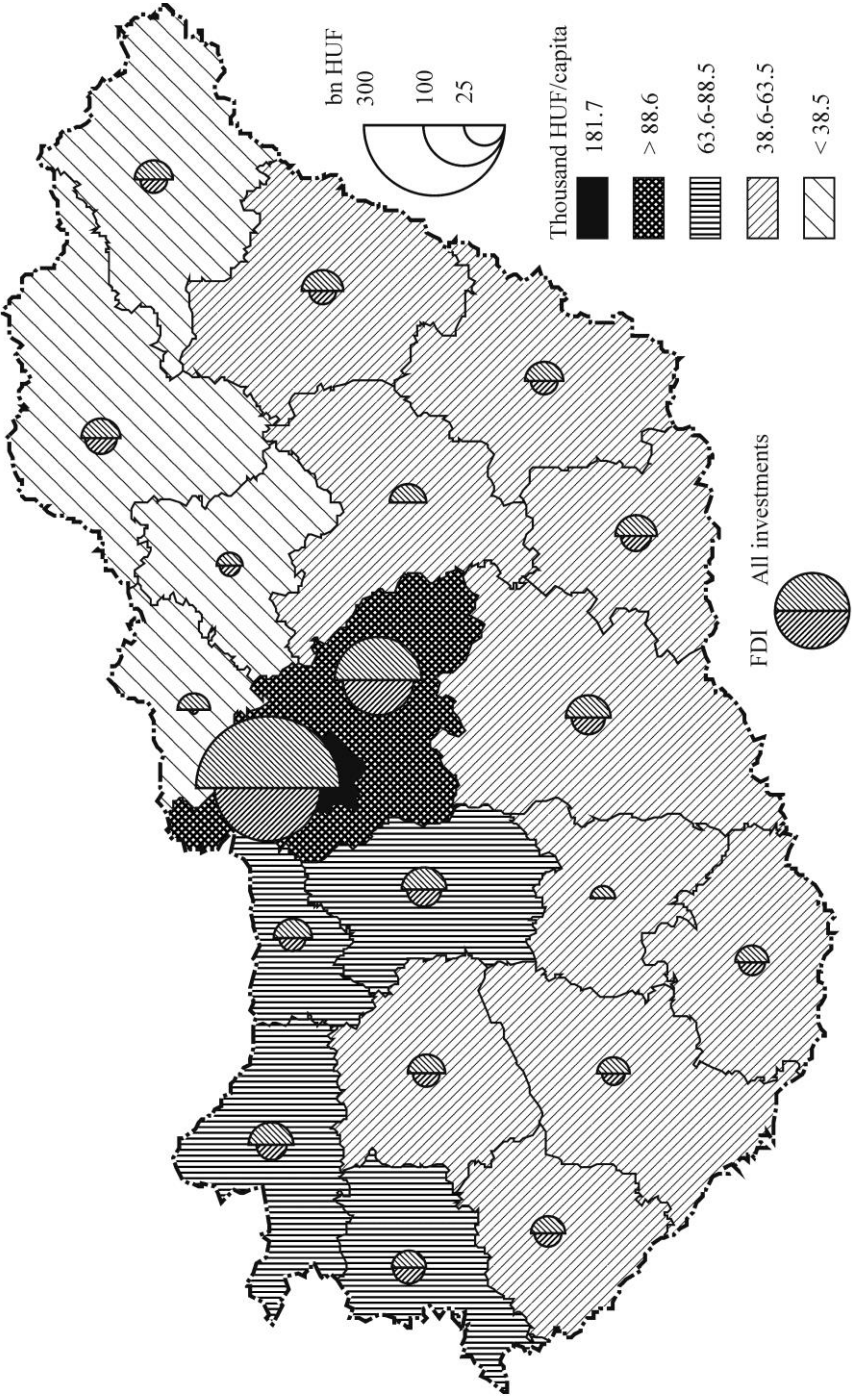 bn HUF
300
100
25
Thousand HUF/capita
181.7
> 88.6
63.6-88.5
38.6-63.5
< 38.5
FDI All investments